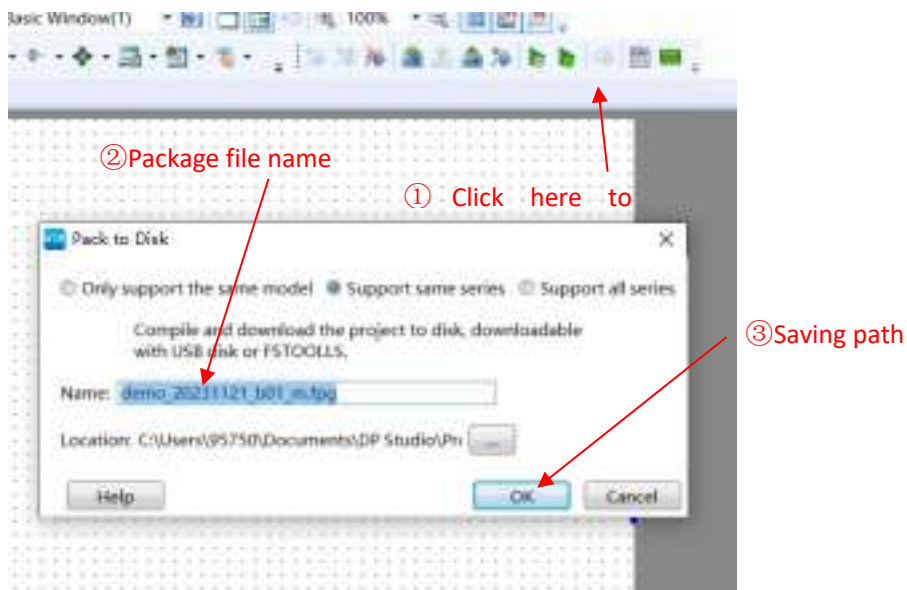 Basic Window(1) 100%
②Package file name
① Click here to
Pack to Disk
Only support the same model Support same series Support all series
Compile and download the project to disk, downloadable
with USB disk or FSTOOLLS.
③Saving path
Name: demo_20231121_b01_m.fpg
Location: C:\Users\95750\Documents\DP Studio\Pro ...
Help OK Cancel